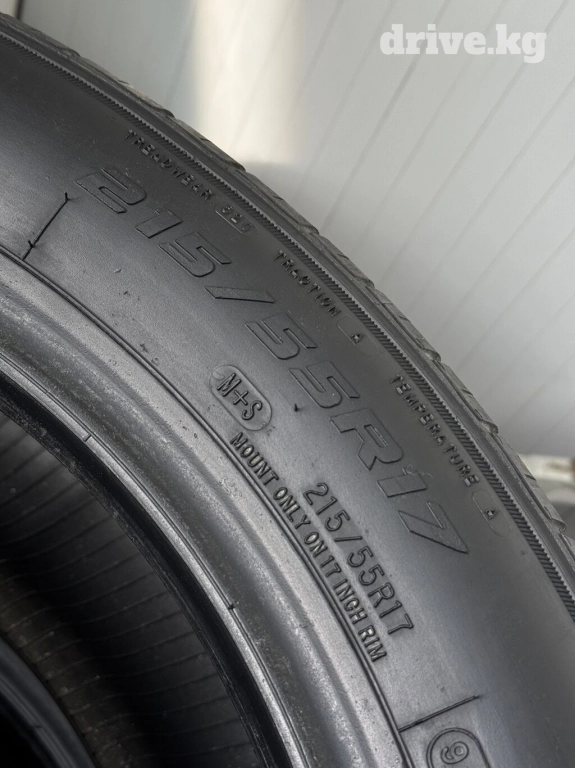 drive.kg
TREADWEAR
TRACTION A
TEMPERATURE A
215/55R17
M+S
215/55R17
MOUNT ONLY ON 17 INCH RIM